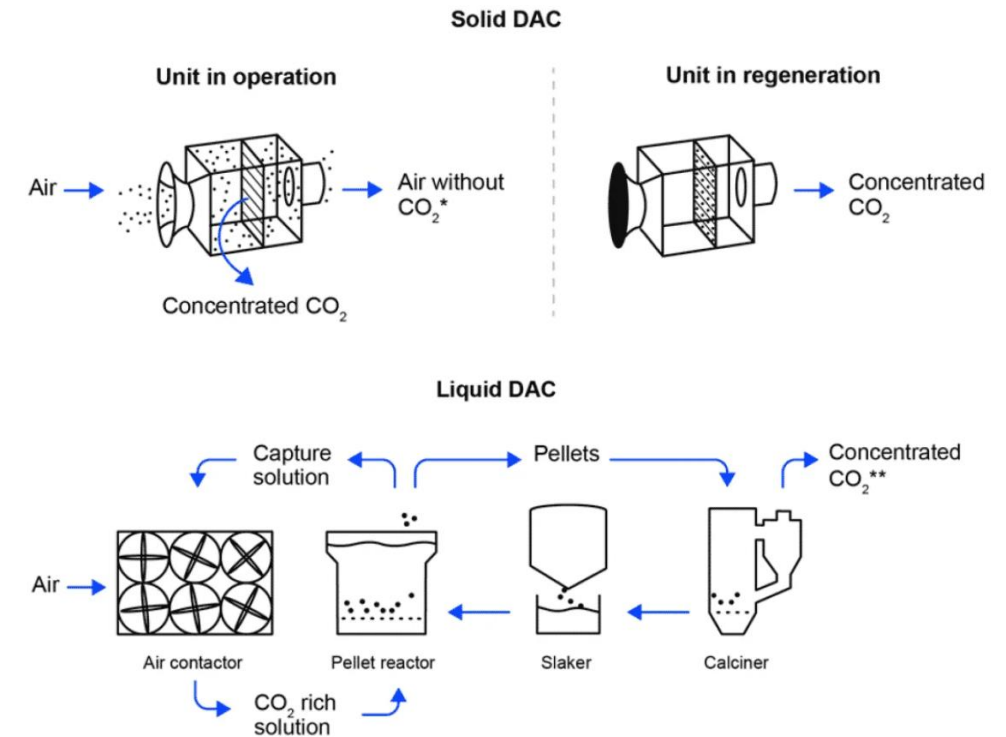 Solid DAC
Unit in operation
Unit in regeneration
Air
Air without
CO₂*
Concentrated CO₂
Concentrated
CO₂
Liquid DAC
Capture
solution
Pellets
Concentrated
CO₂**
Air
Air contactor
Pellet reactor
Slaker
Calciner
CO₂ rich
solution